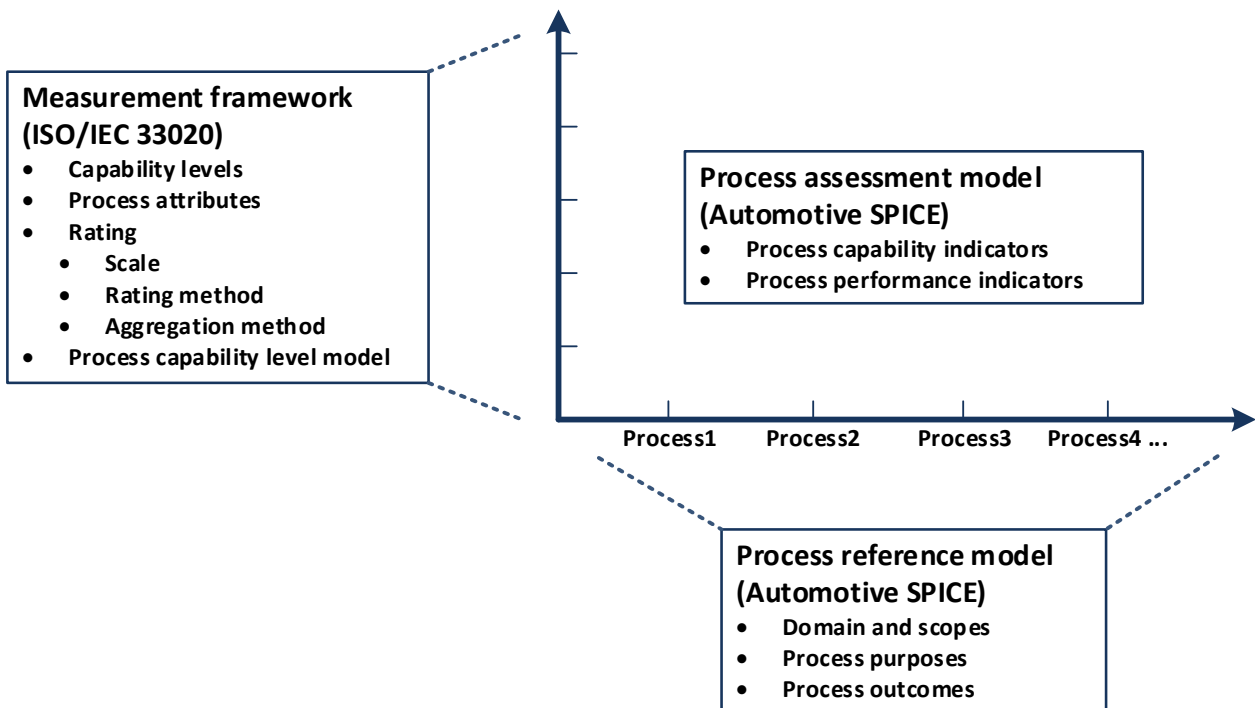 Measurement framework
(ISO/IEC 33020)
• Capability levels
• Process attributes
• Rating
• Scale
• Rating method
• Aggregation method
• Process capability level model
Process assessment model
(Automotive SPICE)
• Process capability indicators
• Process performance indicators
Process1 Process2 Process3 Process4 ...
Process reference model
(Automotive SPICE)
• Domain and scopes
• Process purposes
• Process outcomes